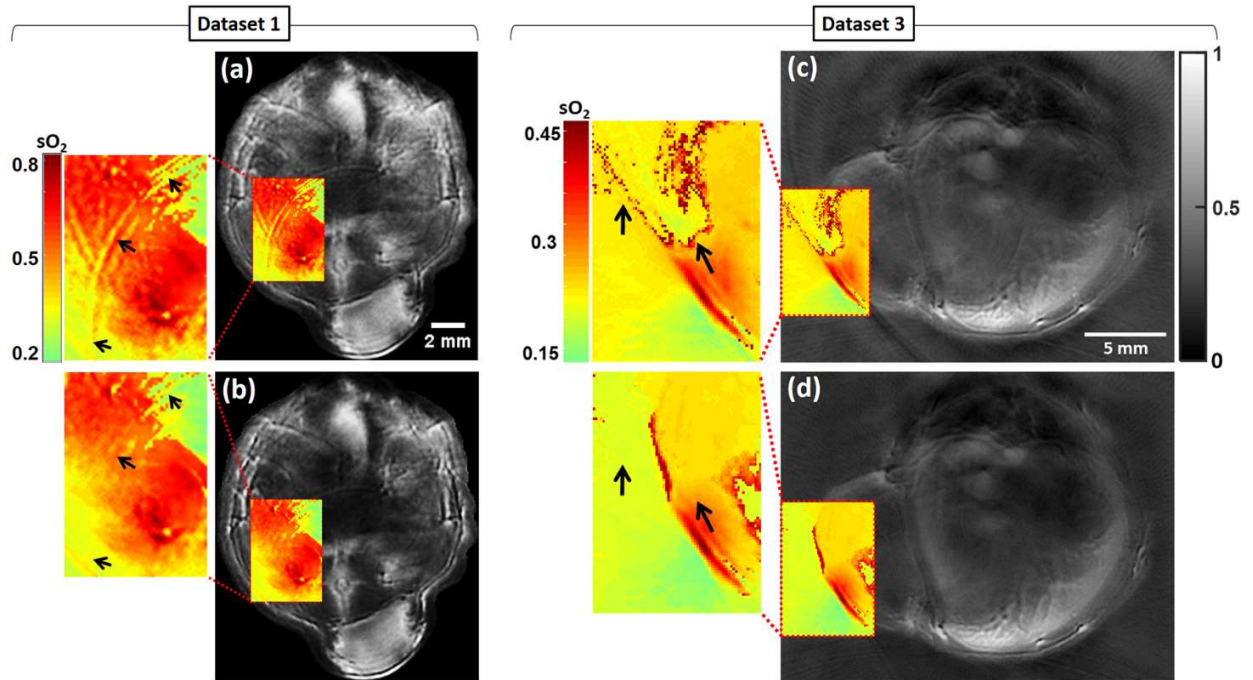 Dataset 1
Dataset 3
(a)
sO₂
0.8
0.5
0.2
2 mm
(b)
(c)
sO₂
0.45
0.3
0.15
5 mm
1
0.5
0
(d)